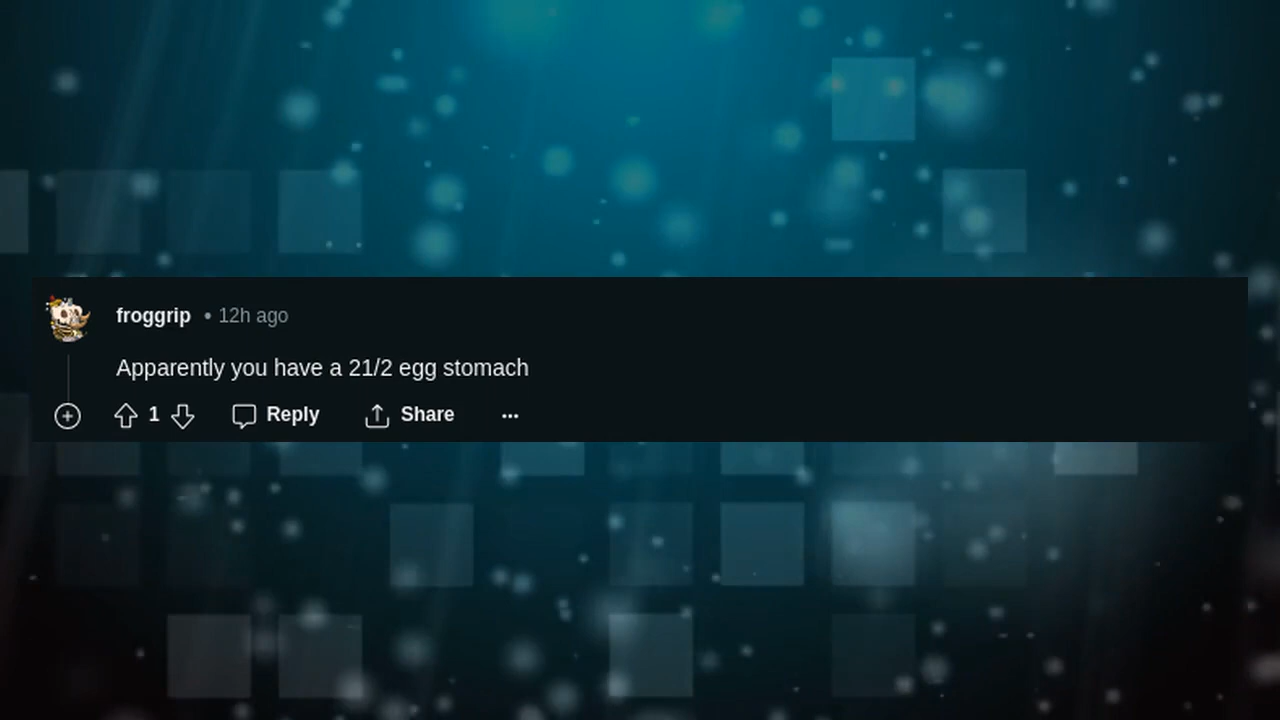 froggrip • 12h ago
Apparently you have a 21/2 egg stomach
1 Reply Share ...